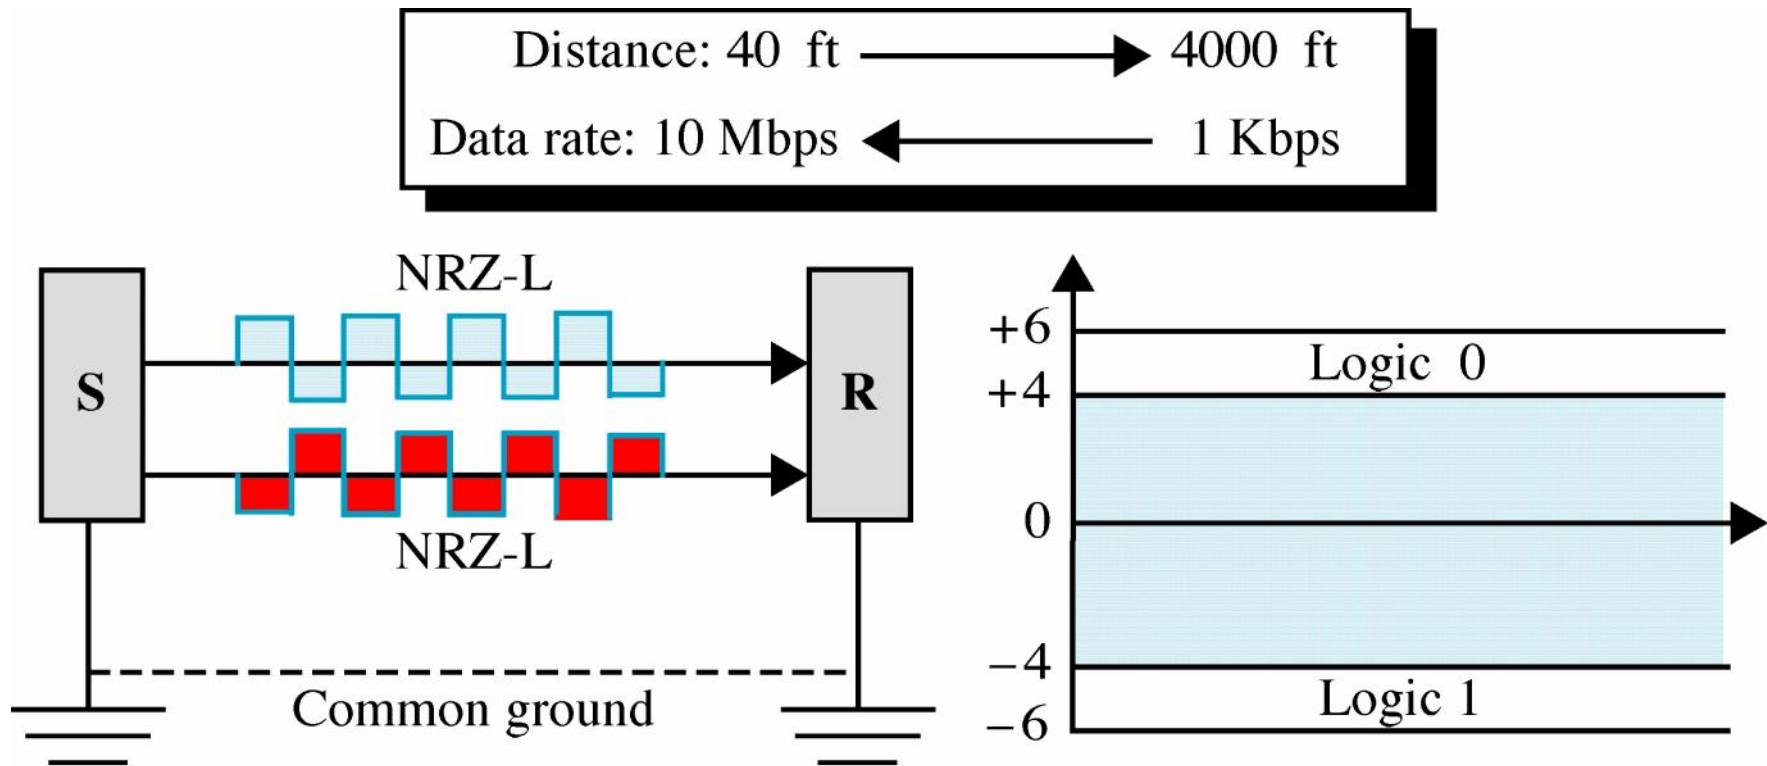 Distance: 40 ft 4000 ft
Data rate: 10 Mbps 1 Kbps
NRZ-L
S
R
NRZ-L
Common ground
+6
Logic 0
+4
0
−4
Logic 1
−6